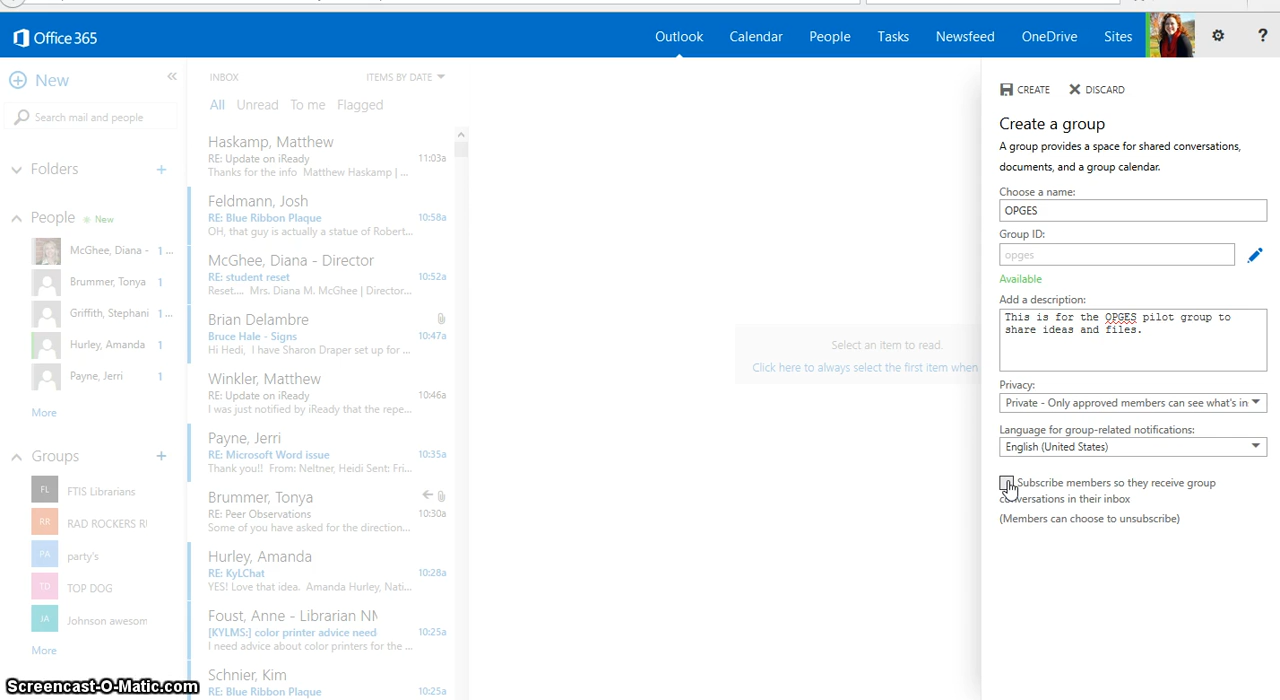 Office 365
Outlook Calendar People Tasks Newsfeed OneDrive Sites ?
New
Search mail and people
Folders
People New
McGhee, Diana - 1 ...
Brummer, Tonya 1
Griffith, Stephani 1 ...
Hurley, Amanda 1
Payne, Jerri 1
More
Groups
FL FTIS Librarians
RR RAD ROCKERS RU
PA party's
TD TOP DOG
JA Johnson awesom
More
INBOX ITEMS BY DATE
All Unread To me Flagged
Haskamp, Matthew
RE: Update on iReady 11:03a
Thanks for the info Matthew Haskamp | ...
Feldmann, Josh
RE: Blue Ribbon Plaque 10:58a
OH, that guy is actually a statue of Robert...
McGhee, Diana - Director
RE: student reset 10:52a
Reset.... Mrs. Diana M. McGhee | Director...
Brian Delambre
Bruce Hale - Signs 10:47a
Hi Hedi, I have Sharon Draper set up for ...
Winkler, Matthew
RE: Update on iReady 10:46a
I was just notified by iReady that the repe...
Payne, Jerri
RE: Microsoft Word issue 10:35a
Thank you!! From: Neltner, Heidi Sent: Fri...
Brummer, Tonya
RE: Peer Observations 10:30a
Some of you have asked for the direction...
Hurley, Amanda
RE: KyLChat 10:28a
YES! Love that idea. Amanda Hurley, Nati...
Foust, Anne - Librarian NM
[KYLMS:] color printer advice need 10:25a
I need advice about color printers for the ...
Schnier, Kim
RE: Blue Ribbon Plaque 10:25a
Select an item to read.
Click here to always select the first item when
CREATE DISCARD
Create a group
A group provides a space for shared conversations,
documents, and a group calendar.
Choose a name:
OPGES
Group ID:
opges
Available
Add a description:
This is for the OPGES pilot group to
share ideas and files.
Privacy:
Private - Only approved members can see what's in
Language for group-related notifications:
English (United States)
Subscribe members so they receive group
conversations in their inbox
(Members can choose to unsubscribe)
Screencast-O-Matic.com